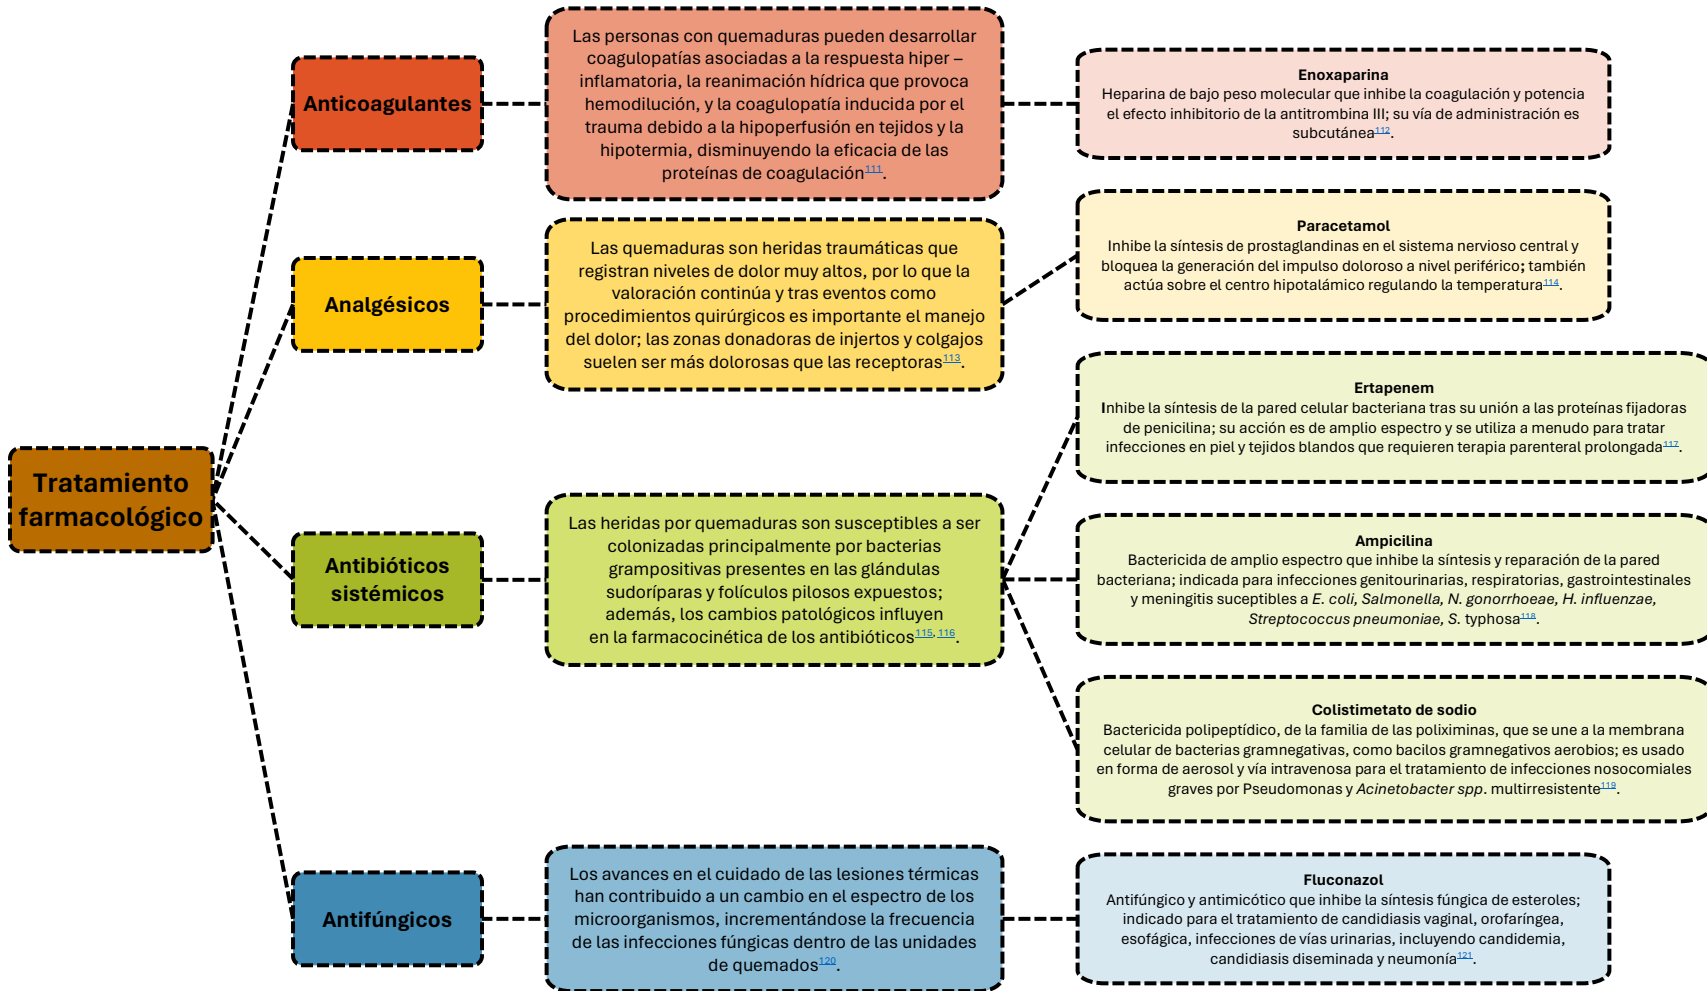 Tratamiento
farmacológico
Anticoagulantes
Las personas con quemaduras pueden desarrollar
coagulopatías asociadas a la respuesta hiper –
inflamatoria, la reanimación hídrica que provoca
hemodilución, y la coagulopatía inducida por el
trauma debido a la hipoperfusión en tejidos y la
hipotermia, disminuyendo la eficacia de las
proteínas de coagulación111.
Enoxaparina
Heparina de bajo peso molecular que inhibe la coagulación y potencia
el efecto inhibitorio de la antitrombina III; su vía de administración es
subcutánea112.
Analgésicos
Las quemaduras son heridas traumáticas que
registran niveles de dolor muy altos, por lo que la
valoración continúa y tras eventos como
procedimientos quirúrgicos es importante el manejo
del dolor; las zonas donadoras de injertos y colgajos
suelen ser más dolorosas que las receptoras113.
Paracetamol
Inhibe la síntesis de prostaglandinas en el sistema nervioso central y
bloquea la generación del impulso doloroso a nivel periférico; también
actúa sobre el centro hipotalámico regulando la temperatura114.
Antibióticos
sistémicos
Las heridas por quemaduras son susceptibles a ser
colonizadas principalmente por bacterias
grampositivas presentes en las glándulas
sudoríparas y folículos pilosos expuestos;
además, los cambios patológicos influyen
en la farmacocinética de los antibióticos115, 116.
Ertapenem
Inhibe la síntesis de la pared celular bacteriana tras su unión a las proteínas fijadoras
de penicilina; su acción es de amplio espectro y se utiliza a menudo para tratar
infecciones en piel y tejidos blandos que requieren terapia parenteral prolongada117.
Ampicilina
Bactericida de amplio espectro que inhibe la síntesis y reparación de la pared
bacteriana; indicada para infecciones genitourinarias, respiratorias, gastrointestinales
y meningitis suceptibles a E. coli, Salmonella, N. gonorrhoeae, H. influenzae,
Streptococcus pneumoniae, S. typhosa118.
Colistimetato de sodio
Bactericida polipeptídico, de la familia de las poliximinas, que se une a la membrana
celular de bacterias gramnegativas, como bacilos gramnegativos aerobios; es usado
en forma de aerosol y vía intravenosa para el tratamiento de infecciones nosocomiales
graves por Pseudomonas y Acinetobacter spp. multirresistente119.
Antifúngicos
Los avances en el cuidado de las lesiones térmicas
han contribuido a un cambio en el espectro de los
microorganismos, incrementándose la frecuencia
de las infecciones fúngicas dentro de las unidades
de quemados120.
Fluconazol
Antifúngico y antimicótico que inhibe la síntesis fúngica de esteroles;
indicado para el tratamiento de candidiasis vaginal, orofaríngea,
esofágica, infecciones de vías urinarias, incluyendo candidemia,
candidiasis diseminada y neumonía121.